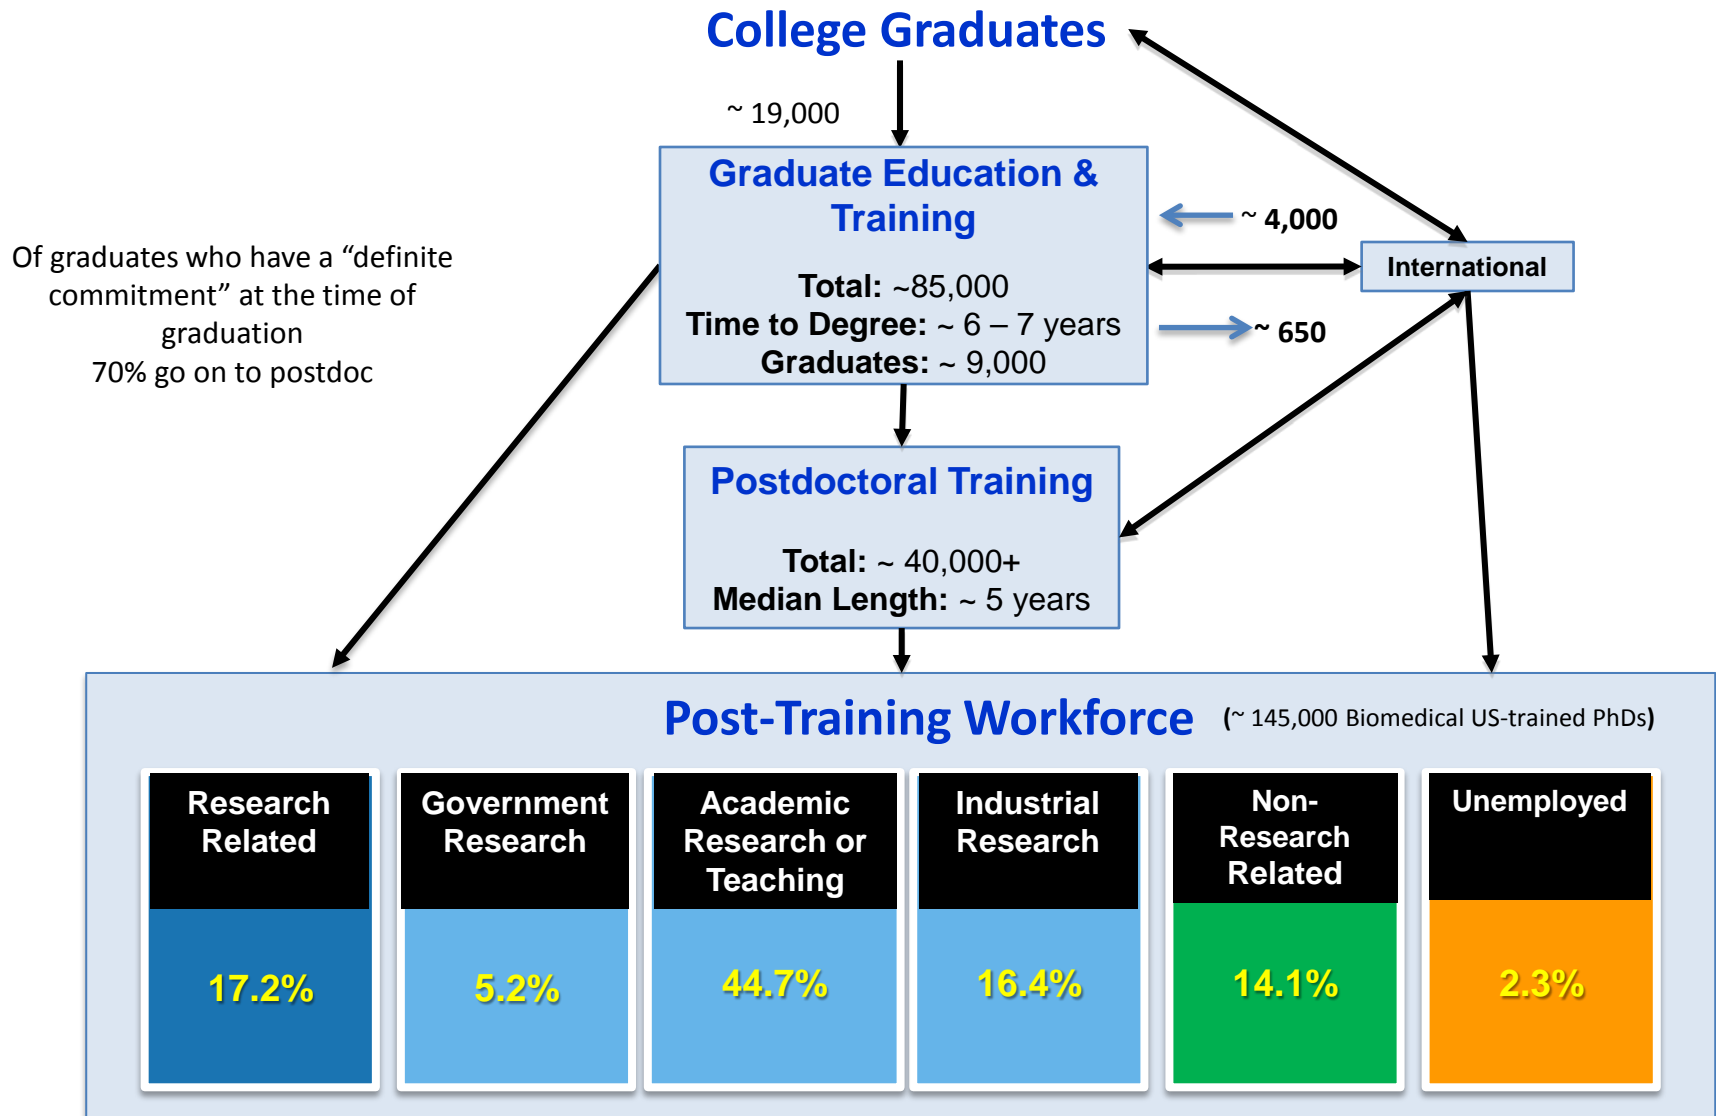 College Graduates
~ 19,000
Graduate Education &
Training
Total: ~85,000
Time to Degree: ~ 6 – 7 years
Graduates: ~ 9,000
~ 4,000
International
~ 650
Of graduates who have a “definite
commitment” at the time of
graduation
70% go on to postdoc
Postdoctoral Training
Total: ~ 40,000+
Median Length: ~ 5 years
Post-Training Workforce (~ 145,000 Biomedical US-trained PhDs)
Research
Related
17.2%
Government
Research
5.2%
Academic
Research or
Teaching
44.7%
Industrial
Research
16.4%
Non-
Research
Related
14.1%
Unemployed
2.3%